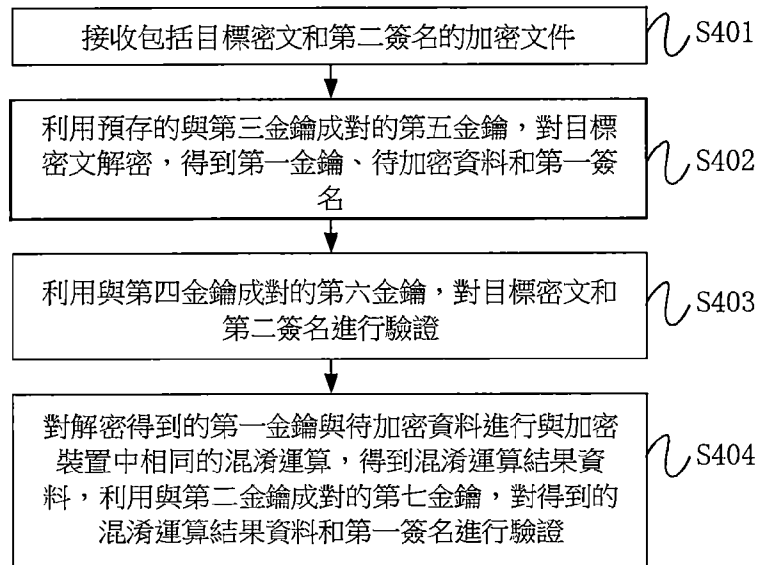 接收包括目標密文和第二簽名的加密文件
S401
利用預存的與第三金鑰成對的第五金鑰，對目標
密文解密，得到第一金鑰、待加密資料和第一簽
名
S402
利用與第四金鑰成對的第六金鑰，對目標密文和
第二簽名進行驗證
S403
對解密得到的第一金鑰與待加密資料進行與加密
裝置中相同的混淆運算，得到混淆運算結果資
料，利用與第二金鑰成對的第七金鑰，對得到的
混淆運算結果資料和第一簽名進行驗證
S404